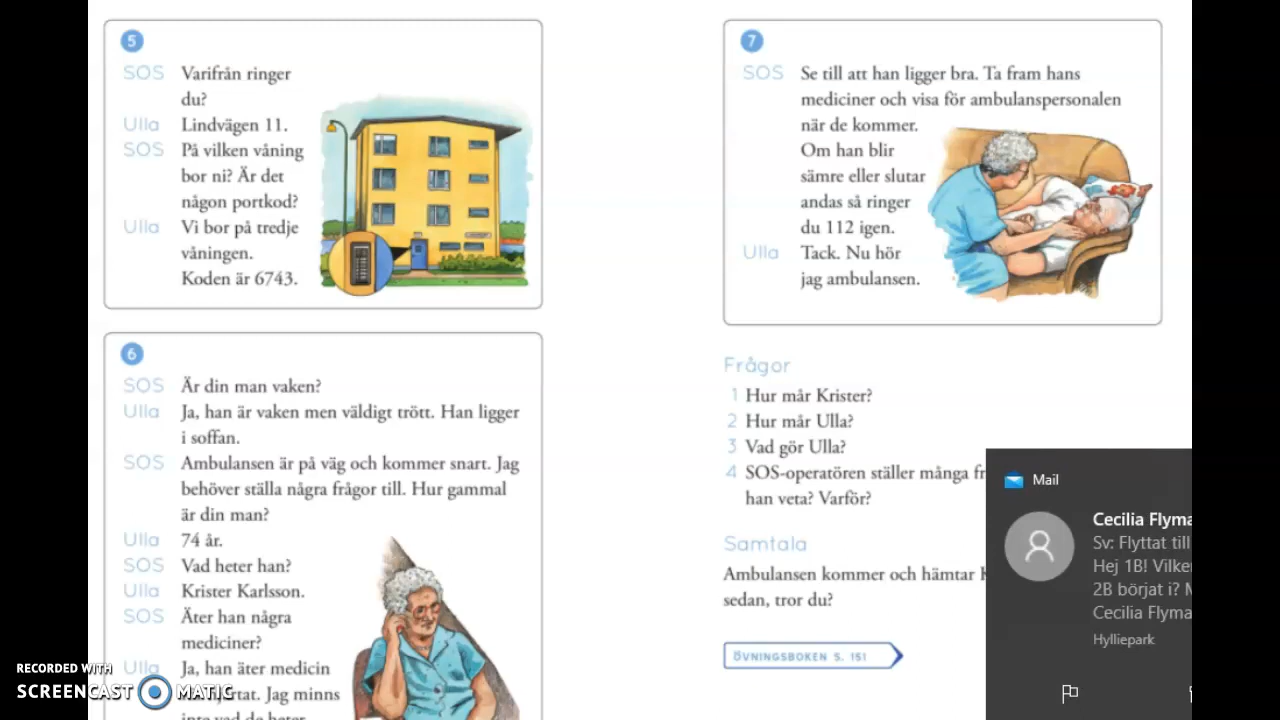 5
SOS Varifrån ringer
du?
Ulla Lindvägen 11.
SOS På vilken våning
bor ni? Är det
någon portkod?
Ulla Vi bor på tredje
våningen.
Koden är 6743.
6
SOS Är din man vaken?
Ulla Ja, han är vaken men väldigt trött. Han ligger
i soffan.
SOS Ambulansen är på väg och kommer snart. Jag
behöver ställa några frågor till. Hur gammal
är din man?
Ulla 74 år.
SOS Vad heter han?
Ulla Krister Karlsson.
SOS Äter han några
mediciner?
Ulla Ja, han äter medicin
Jag minns
inte vad de heter
7
SOS Se till att han ligger bra. Ta fram hans
mediciner och visa för ambulanspersonalen
när de kommer.
Om han blir
sämre eller slutar
andas så ringer
du 112 igen.
Ulla Tack. Nu hör
jag ambulansen.
Frågor
1 Hur mår Krister?
2 Hur mår Ulla?
3 Vad gör Ulla?
4 SOS-operatören ställer många
han veta? Varför?
Samtala
Ambulansen kommer och hämtar
sedan, tror du?
ÖVNINGSBOKEN S. 151
Mail
Cecilia Flyma
Sv: Flyttat till
Hej 1B!
2B börjat i?
Cecilia Flyma
Hylliepark
RECORDED WITH
SCREENCAST MATIC